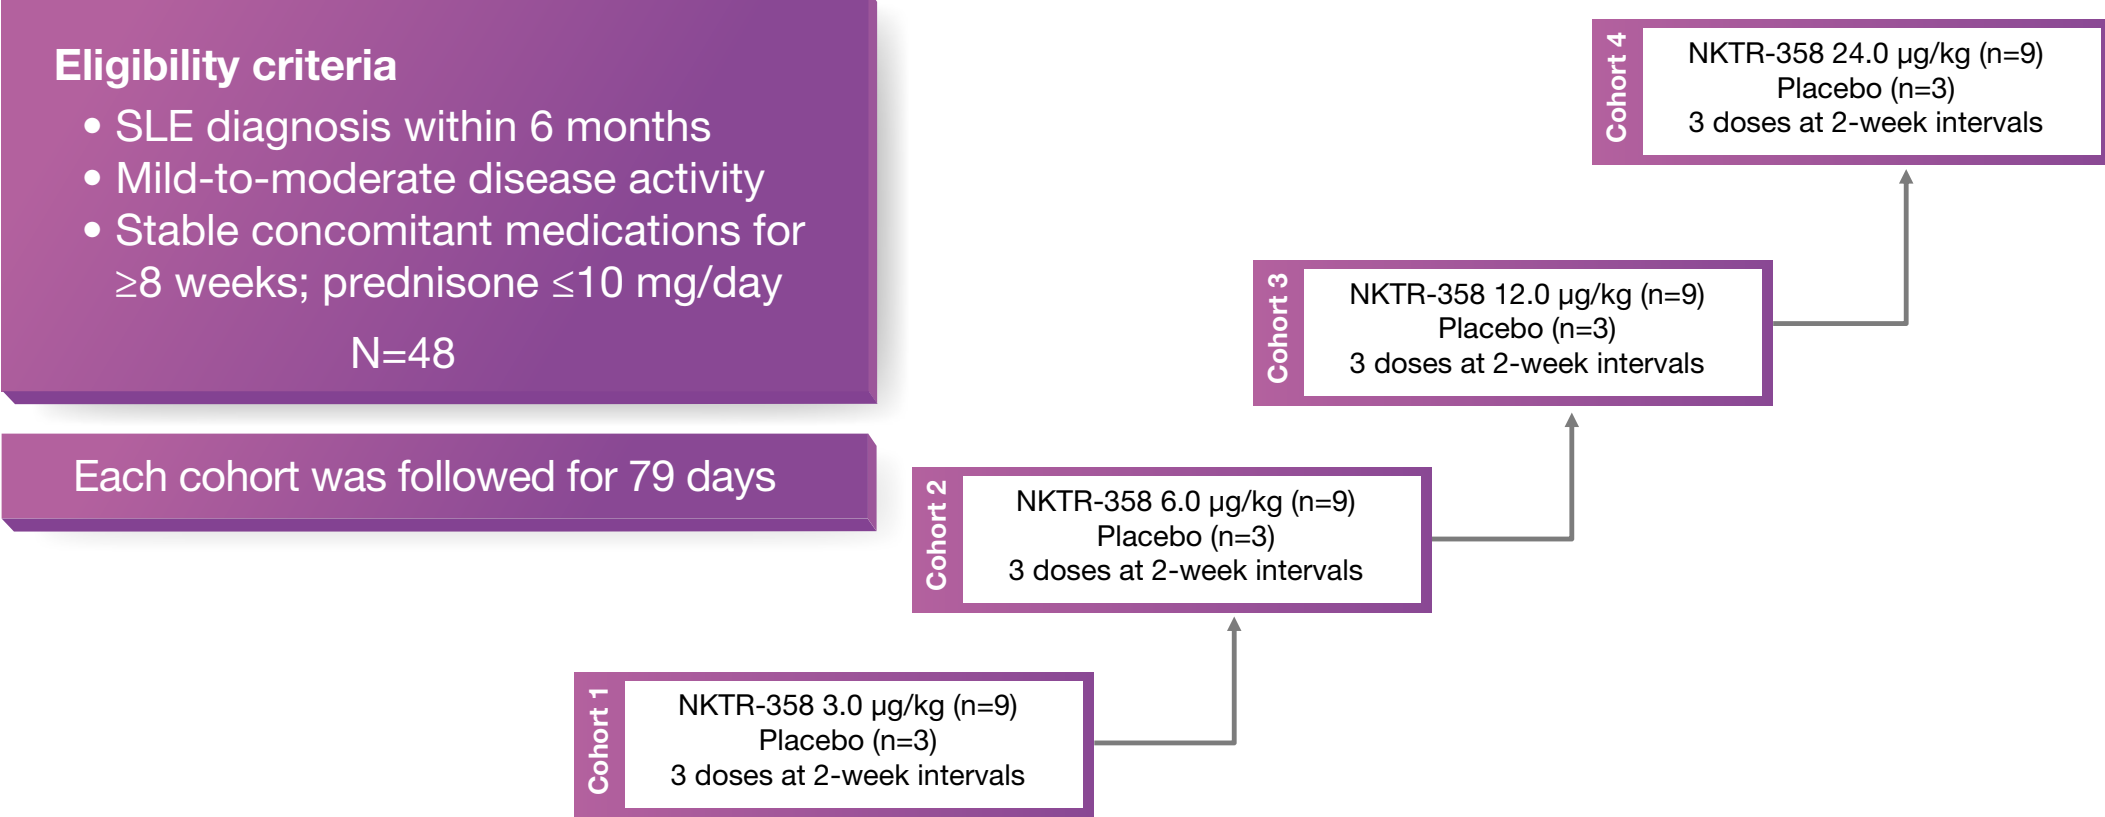 Eligibility criteria
• SLE diagnosis within 6 months
• Mild-to-moderate disease activity
• Stable concomitant medications for
≥8 weeks; prednisone ≤10 mg/day
N=48
Each cohort was followed for 79 days
Cohort 1
NKTR-358 3.0 µg/kg (n=9)
Placebo (n=3)
3 doses at 2-week intervals
Cohort 2
NKTR-358 6.0 µg/kg (n=9)
Placebo (n=3)
3 doses at 2-week intervals
Cohort 3
NKTR-358 12.0 µg/kg (n=9)
Placebo (n=3)
3 doses at 2-week intervals
Cohort 4
NKTR-358 24.0 µg/kg (n=9)
Placebo (n=3)
3 doses at 2-week intervals